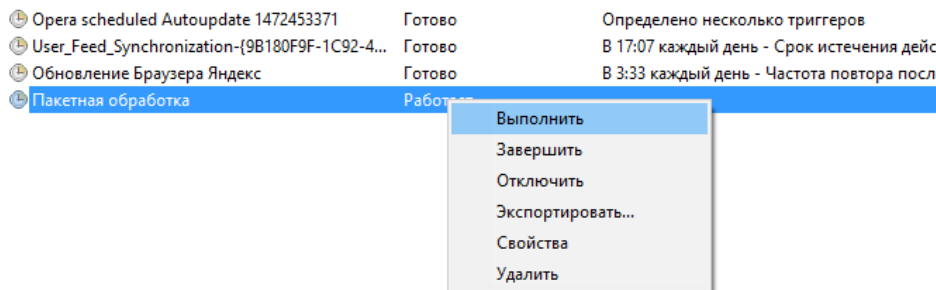 Opera scheduled Autoupdate 1472453371 Готово Определено несколько триггеров
User_Feed_Synchronization-{9B180F9F-1C92-4... Готово В 17:07 каждый день - Срок истечения дейс
Обновление Браузера Яндекс Готово В 3:33 каждый день - Частота повтора посл
Пакетная обработка
Выполнить
Завершить
Отключить
Экспортировать...
Свойства
Удалить